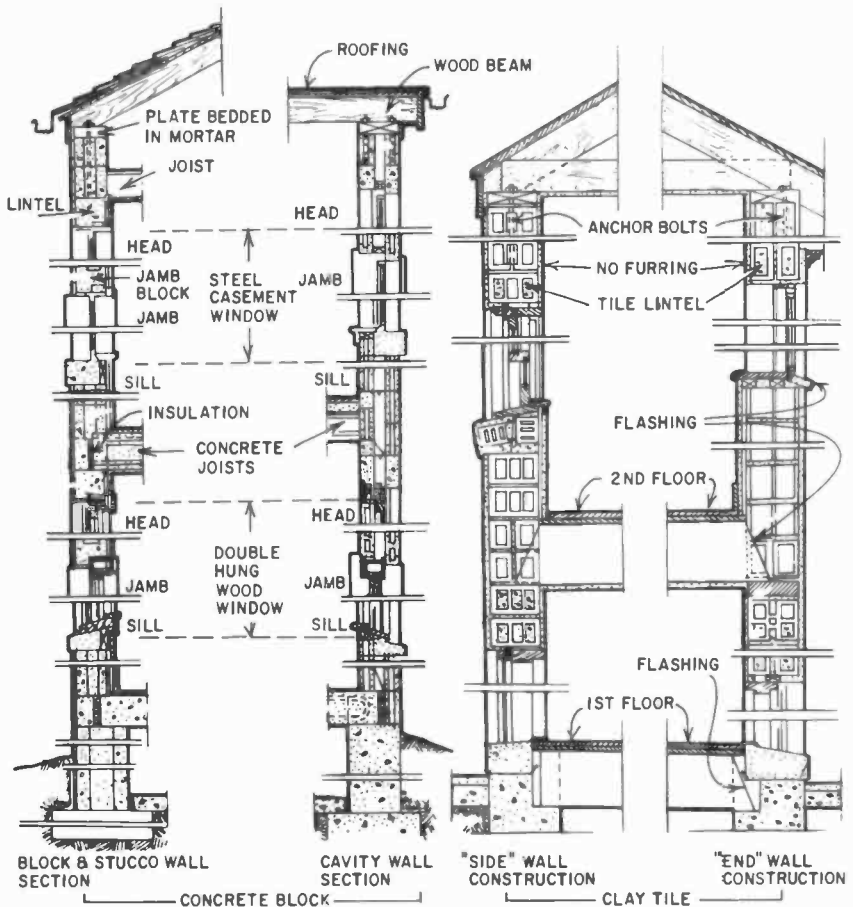 ROOFING
WOOD BEAM
PLATE BEDDED
IN MORTAR
JOIST
LINTEL
HEAD
HEAD
JAMB
BLOCK
JAMB
STEEL
CASEMENT
WINDOW
JAMB
SILL
SILL
INSULATION
CONCRETE
JOISTS
HEAD
HEAD
DOUBLE
HUNG
WOOD
WINDOW
JAMB
JAMB
SILL
SILL
ANCHOR BOLTS
NO FURRING
TILE LINTEL
FLASHING
2ND FLOOR
FLASHING
1ST FLOOR
BLOCK & STUCCO WALL
SECTION
CAVITY WALL
SECTION
CONCRETE BLOCK
"SIDE" WALL
CONSTRUCTION
"END" WALL
CONSTRUCTION
CLAY TILE